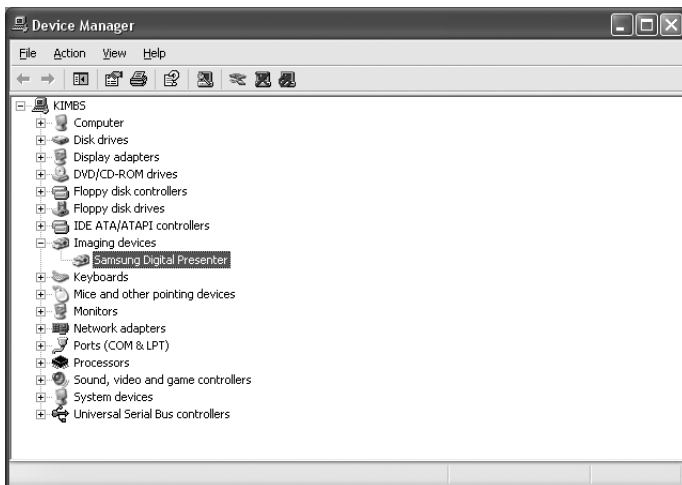 Device Manager
File Action View Help
KIMBS
Computer
Disk drives
Display adapters
DVD/CD-ROM drives
Floppy disk controllers
Floppy disk drives
IDE ATA/ATAPI controllers
Imaging devices
Samsung Digital Presenter
Keyboards
Mice and other pointing devices
Monitors
Network adapters
Ports (COM & LPT)
Processors
Sound, video and game controllers
System devices
Universal Serial Bus controllers